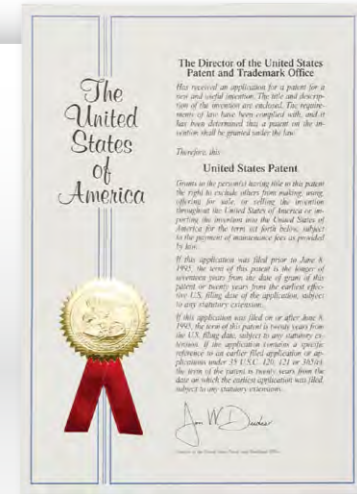 The
United
States
of
America
The Director of the United States
Patent and Trademark Office
Has received an application for a patent for a
new and useful invention. The title and descrip-
tion of the invention are enclosed. The require-
ments of law have been complied with, and it
has been determined that a patent on the in-
vention shall be granted under the law.
Therefore, this
United States Patent
Grants to the person(s) having title to this patent
the right to exclude others from making, using,
offering for sale, or selling the invention
throughout the United States of America or im-
porting the invention into the United States of
America for the term set forth below, subject
to the payment of maintenance fees as provided
by law.
If this application was filed prior to June 8,
1995, the term of this patent is the longer of
seventeen years from the date of grant of this
patent or twenty years from the earliest effec-
tive U.S. filing date of the application, subject
to any statutory extension.
If this application was filed on or after June 8,
1995, the term of this patent is twenty years from
the U.S. filing date, subject to any statutory ex-
tension. If the application contains a specific
reference to an earlier filed application or ap-
plications under 35 U.S.C. 120, 121 or 365(c),
the term of the patent is twenty years from the
date on which the earliest application was filed,
subject to any statutory extensions.